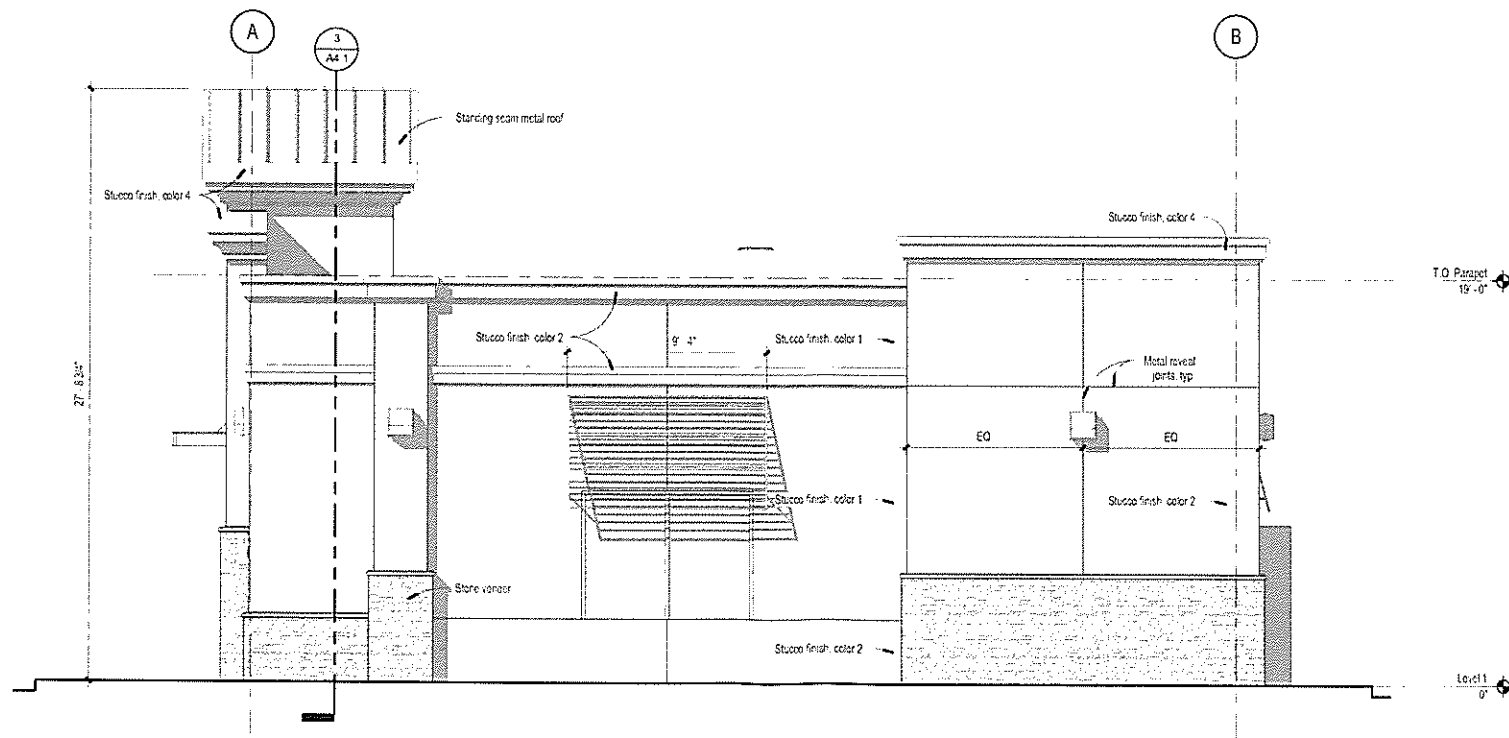 A
3
A4.1
B
Standing seam metal roof
Stucco finish, color 4
Stucco finish, color 4
T.O. Parapet
19' - 0"
Stucco finish, color 2
9' - 4"
Stucco finish, color 1
Metal reveal
joints, typ
27' - 8 3/4"
EQ
EQ
Stucco finish, color 1
Stucco finish, color 2
Stone veneer
Stucco finish, color 2
Level 1
0"